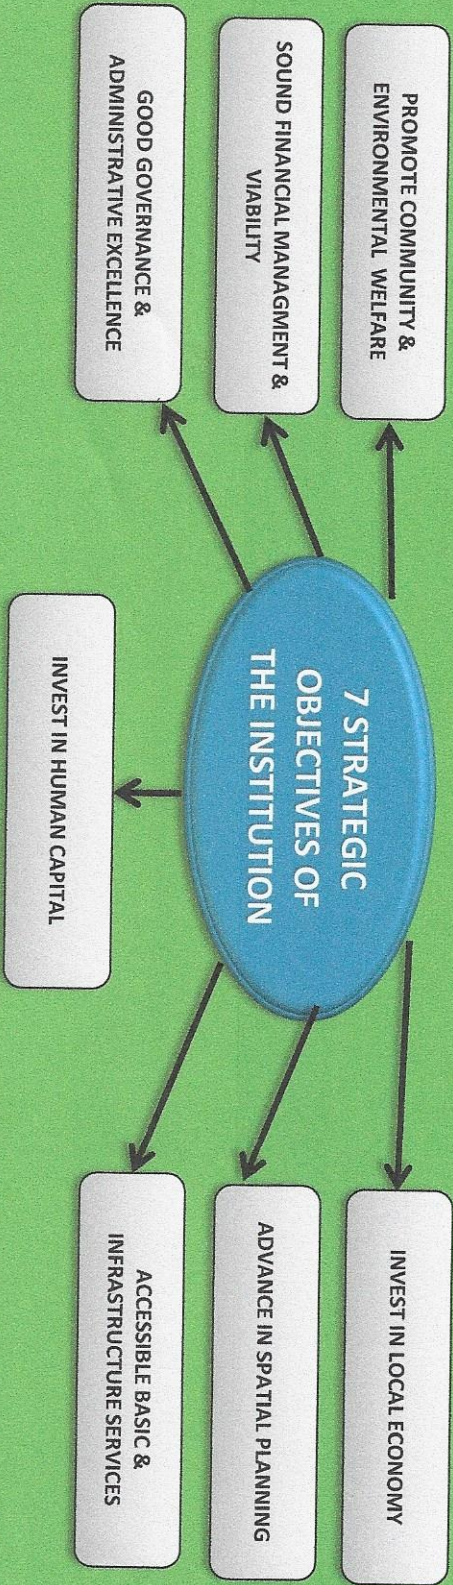 PROMOTE COMMUNITY &
ENVIRONMENTAL WELFARE
SOUND FINANCIAL MANAGMENT &
VIABILITY
GOOD GOVERNANCE &
ADMINISTRATIVE EXCELLENCE
7 STRATEGIC
OBJECTIVES OF
THE INSTITUTION
INVEST IN HUMAN CAPITAL
INVEST IN LOCAL ECONOMY
ADVANCE IN SPATIAL PLANNING
ACCESSIBLE BASIC &
INFRASTRUCTURE SERVICES